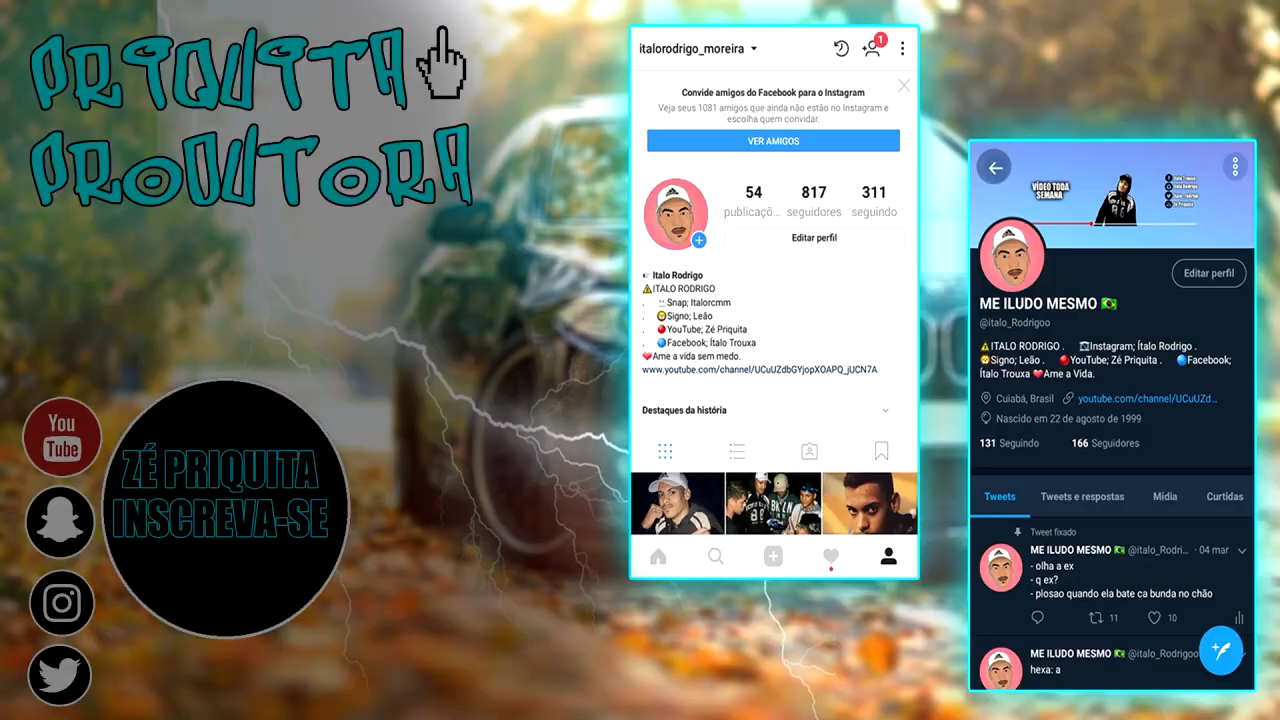 PRIQUITA
PRODUTORA
You
Tube
ZÉ PRIQUITA
INSCREVA-SE
italorodrigo_moreira
1
Convide amigos do Facebook para o Instagram
Veja seus 1081 amigos que ainda não estão no Instagram e
escolha quem convidar.
VER AMIGOS
54 817 311
publicaçõ... seguidores seguindo
Editar perfil
Italo Rodrigo
⚠ITALO RODRIGO
. Snap; Italorcmm
. Signo; Leão
. YouTube; Zé Priquita
. Facebook; Ítalo Trouxa
❤Ame a vida sem medo.
www.youtube.com/channel/UCuUZdbGYjopXOAPQ_jUCN7A
Destaques da história
VÍDEO TODA
SEMANA
Editar perfil
ME ILUDO MESMO 🇧🇷
@italo_Rodrigoo
⚠ITALO RODRIGO . Instagram; Ítalo Rodrigo .
Signo; Leão . YouTube; Zé Priquita . Facebook;
Ítalo Trouxa ❤Ame a Vida.
Cuiabá, Brasil youtube.com/channel/UCuUZd...
Nascido em 22 de agosto de 1999
131 Seguindo 166 Seguidores
Tweets Tweets e respostas Mídia Curtidas
Tweet fixado
ME ILUDO MESMO 🇧🇷 @italo_Rodri... · 04 mar
- olha a ex
- q ex?
- plosao quando ela bate ca bunda no chão
11 10
ME ILUDO MESMO 🇧🇷 @italo_Rodrigoo
hexa: a